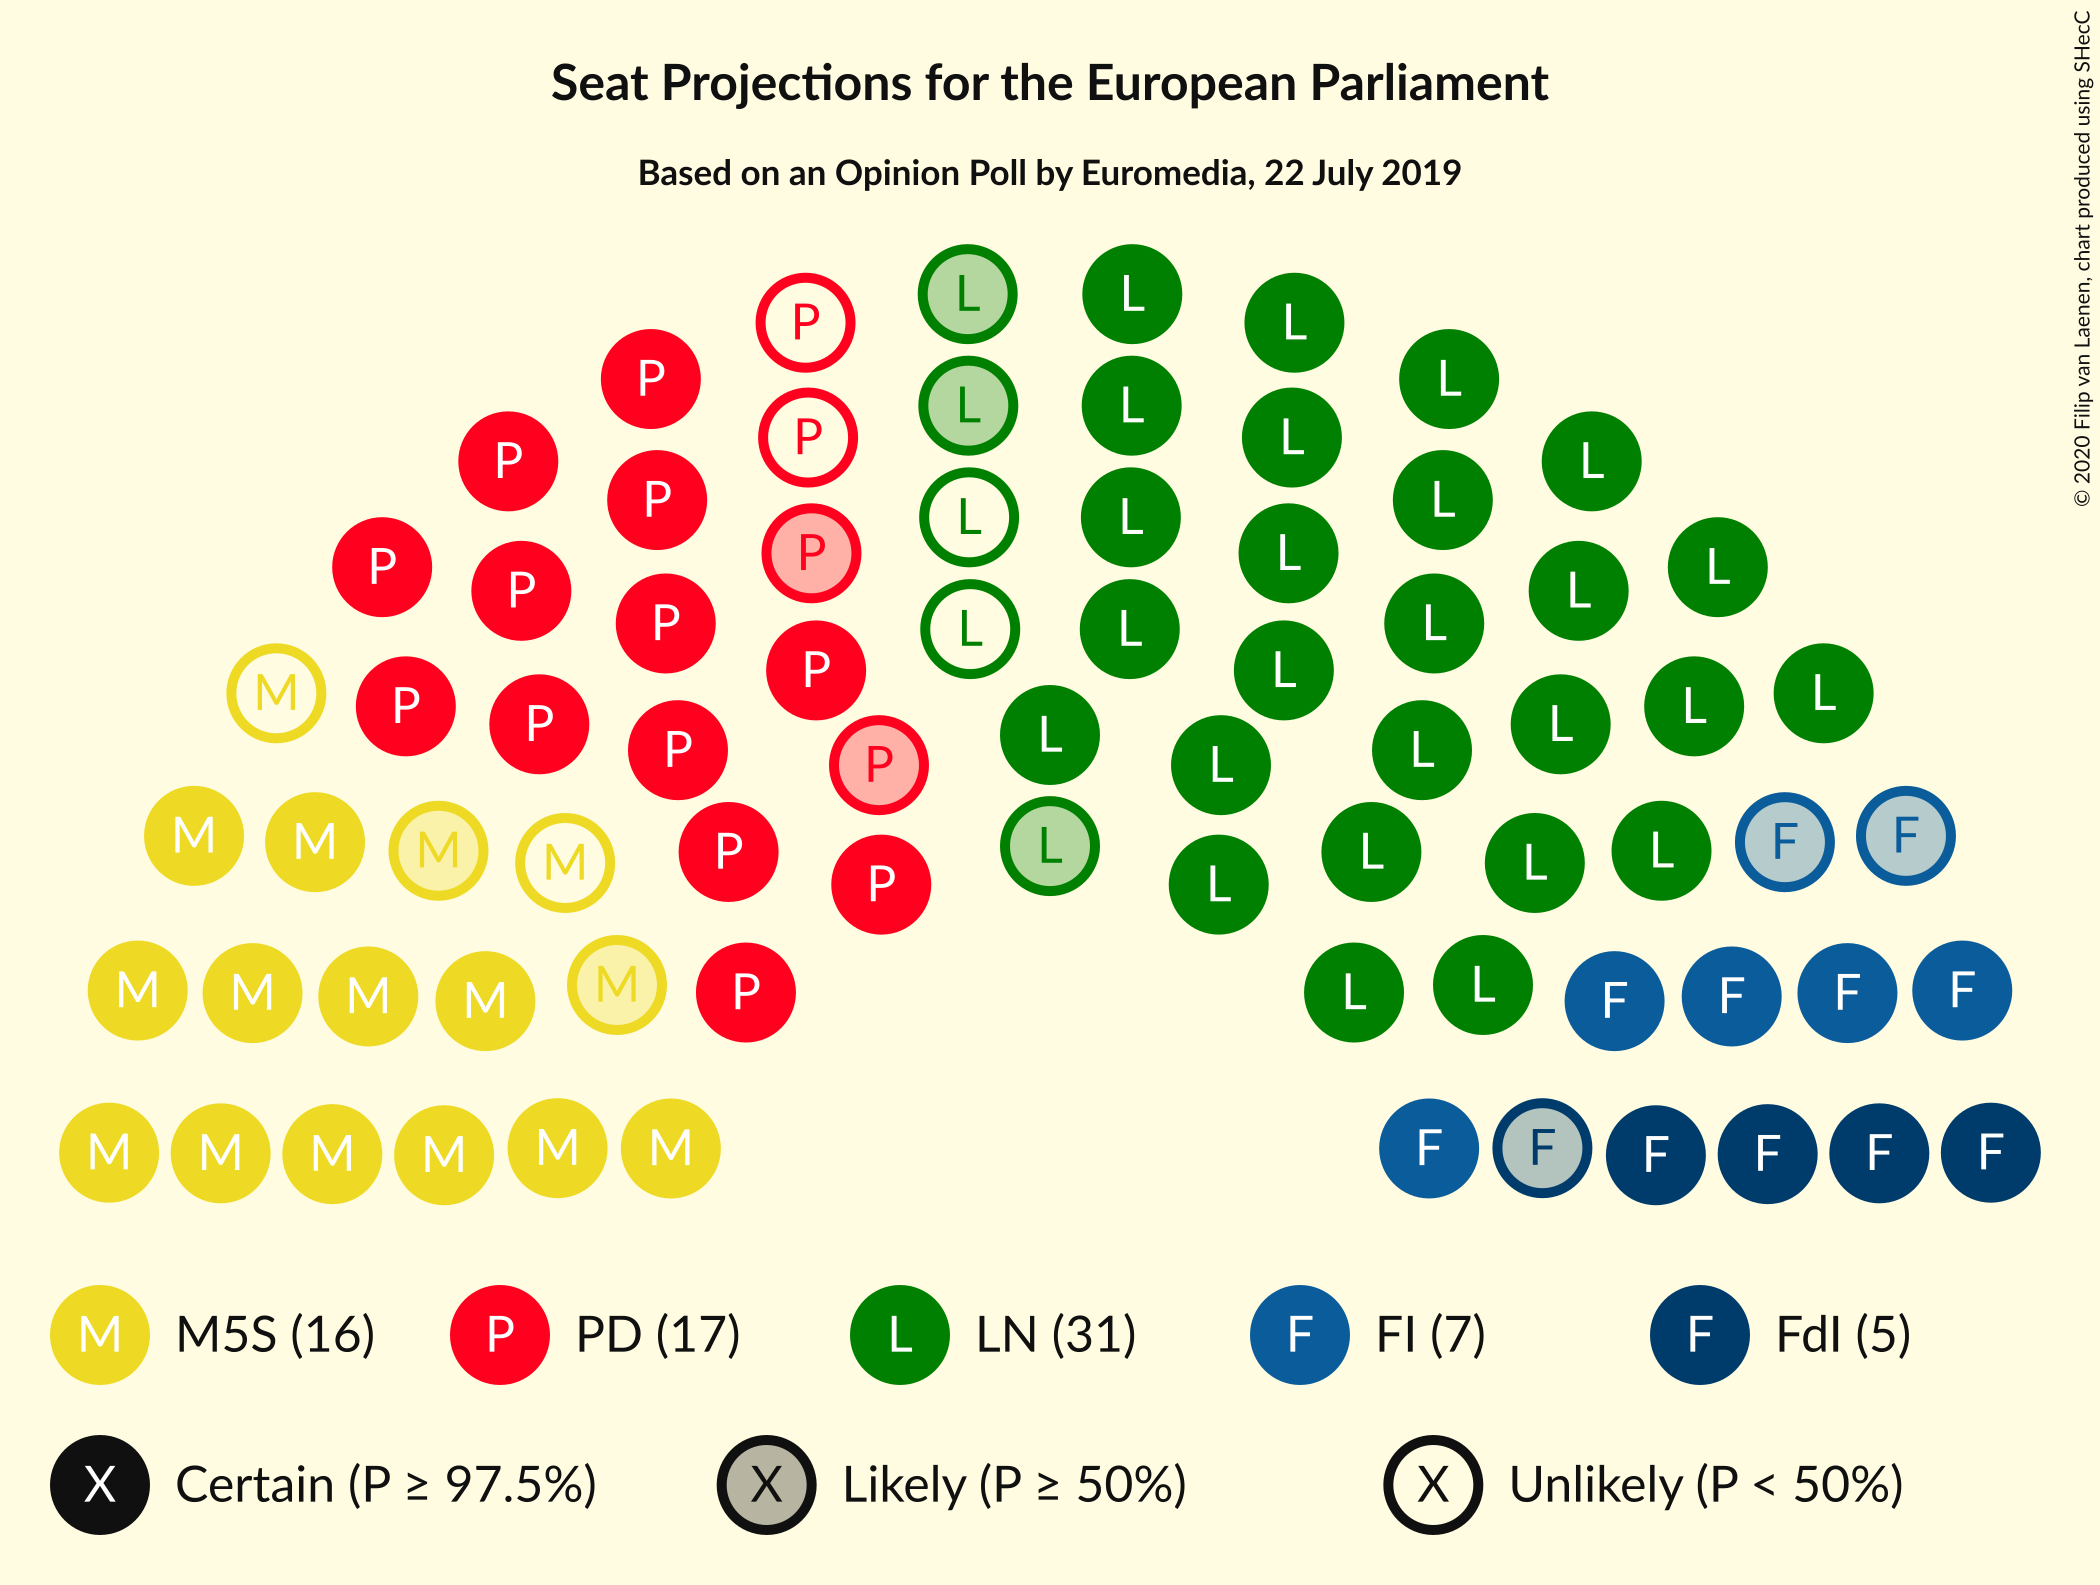 Seat Projections for the European Parliament
Based on an Opinion Poll by Euromedia, 22 July 2019
© 2020 Filip van Laenen, chart produced using SHecC
L L
P L
P L
L L
P L
P L
P L
P L
L L
P L
P L
P L
P L
L L
P L
M P L L
P L
P L
P L
L
P L
M M F F
L
M P L L
M L
P L
M M L F F
M P L F
M M F F
M F
M M M M M M F F F F F F
M M5S (16) P PD (17) L LN (31) F FI (7) F FdI (5)
X Certain (P ≥ 97.5%) X Likely (P ≥ 50%) X Unlikely (P < 50%)